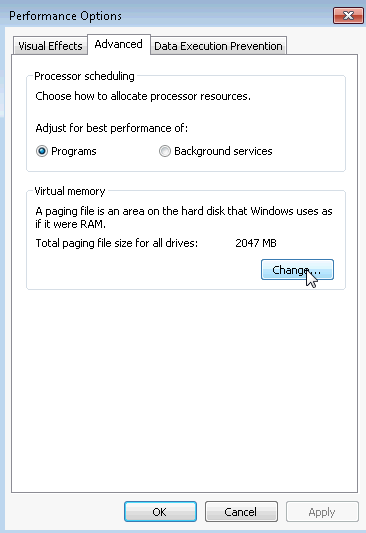 Performance Options
Visual Effects Advanced Data Execution Prevention
Processor scheduling
Choose how to allocate processor resources.
Adjust for best performance of:
Programs Background services
Virtual memory
A paging file is an area on the hard disk that Windows uses as
if it were RAM.
Total paging file size for all drives: 2047 MB
Change...
OK Cancel Apply